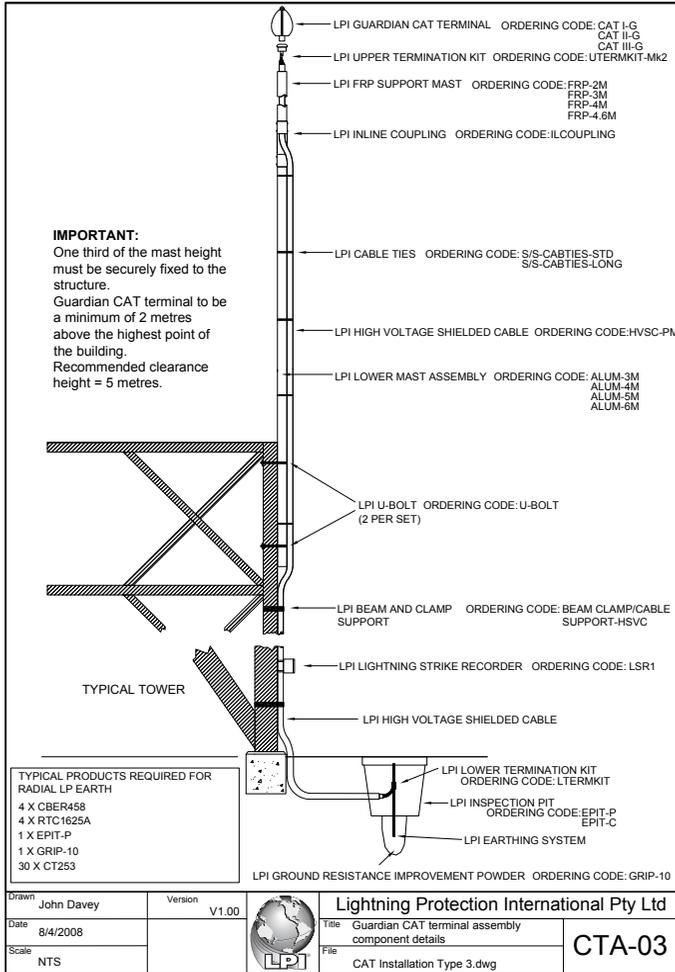 LPI GUARDIAN CAT TERMINAL ORDERING CODE: CAT I-G
CAT II-G
CAT III-G
LPI UPPER TERMINATION KIT ORDERING CODE: UTERMKIT-Mk2
LPI FRP SUPPORT MAST ORDERING CODE: FRP-2M
FRP-3M
FRP-4M
FRP-4.6M
LPI INLINE COUPLING ORDERING CODE:ILCOUPLING
IMPORTANT:
One third of the mast height
must be securely fixed to the
structure.
Guardian CAT terminal to be
a minimum of 2 metres
above the highest point of
the building.
Recommended clearance
height = 5 metres.
LPI CABLE TIES ORDERING CODE: S/S-CABTIES-STD
S/S-CABTIES-LONG
LPI HIGH VOLTAGE SHIELDED CABLE ORDERING CODE:HVSC-PM
LPI LOWER MAST ASSEMBLY ORDERING CODE: ALUM-3M
ALUM-4M
ALUM-5M
ALUM-6M
LPI U-BOLT ORDERING CODE: U-BOLT
(2 PER SET)
LPI BEAM AND CLAMP ORDERING CODE: BEAM CLAMP/CABLE
SUPPORT SUPPORT-HSVC
LPI LIGHTNING STRIKE RECORDER ORDERING CODE: LSR1
TYPICAL TOWER
LPI HIGH VOLTAGE SHIELDED CABLE
LPI LOWER TERMINATION KIT
ORDERING CODE: LTERMKIT
LPI INSPECTION PIT
ORDERING CODE:EPIT-P
EPIT-C
LPI EARTHING SYSTEM
LPI GROUND RESISTANCE IMPROVEMENT POWDER ORDERING CODE: GRIP-10
TYPICAL PRODUCTS REQUIRED FOR
RADIAL LP EARTH
4 X CBER458
4 X RTC1625A
1 X EPIT-P
1 X GRIP-10
30 X CT253
Drawn John Davey
Version V1.00
Date 8/4/2008
Scale NTS
LPI
Lightning Protection International Pty Ltd
Title Guardian CAT terminal assembly
component details
File CAT Installation Type 3.dwg
CTA-03